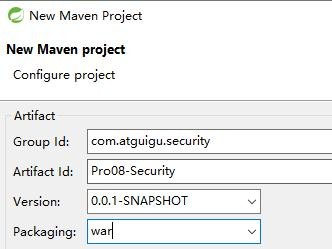 New Maven Project
New Maven project
Configure project
Artifact
Group Id: com.atguigu.security
Artifact Id: Pro08-Security
Version: 0.0.1-SNAPSHOT
Packaging: war